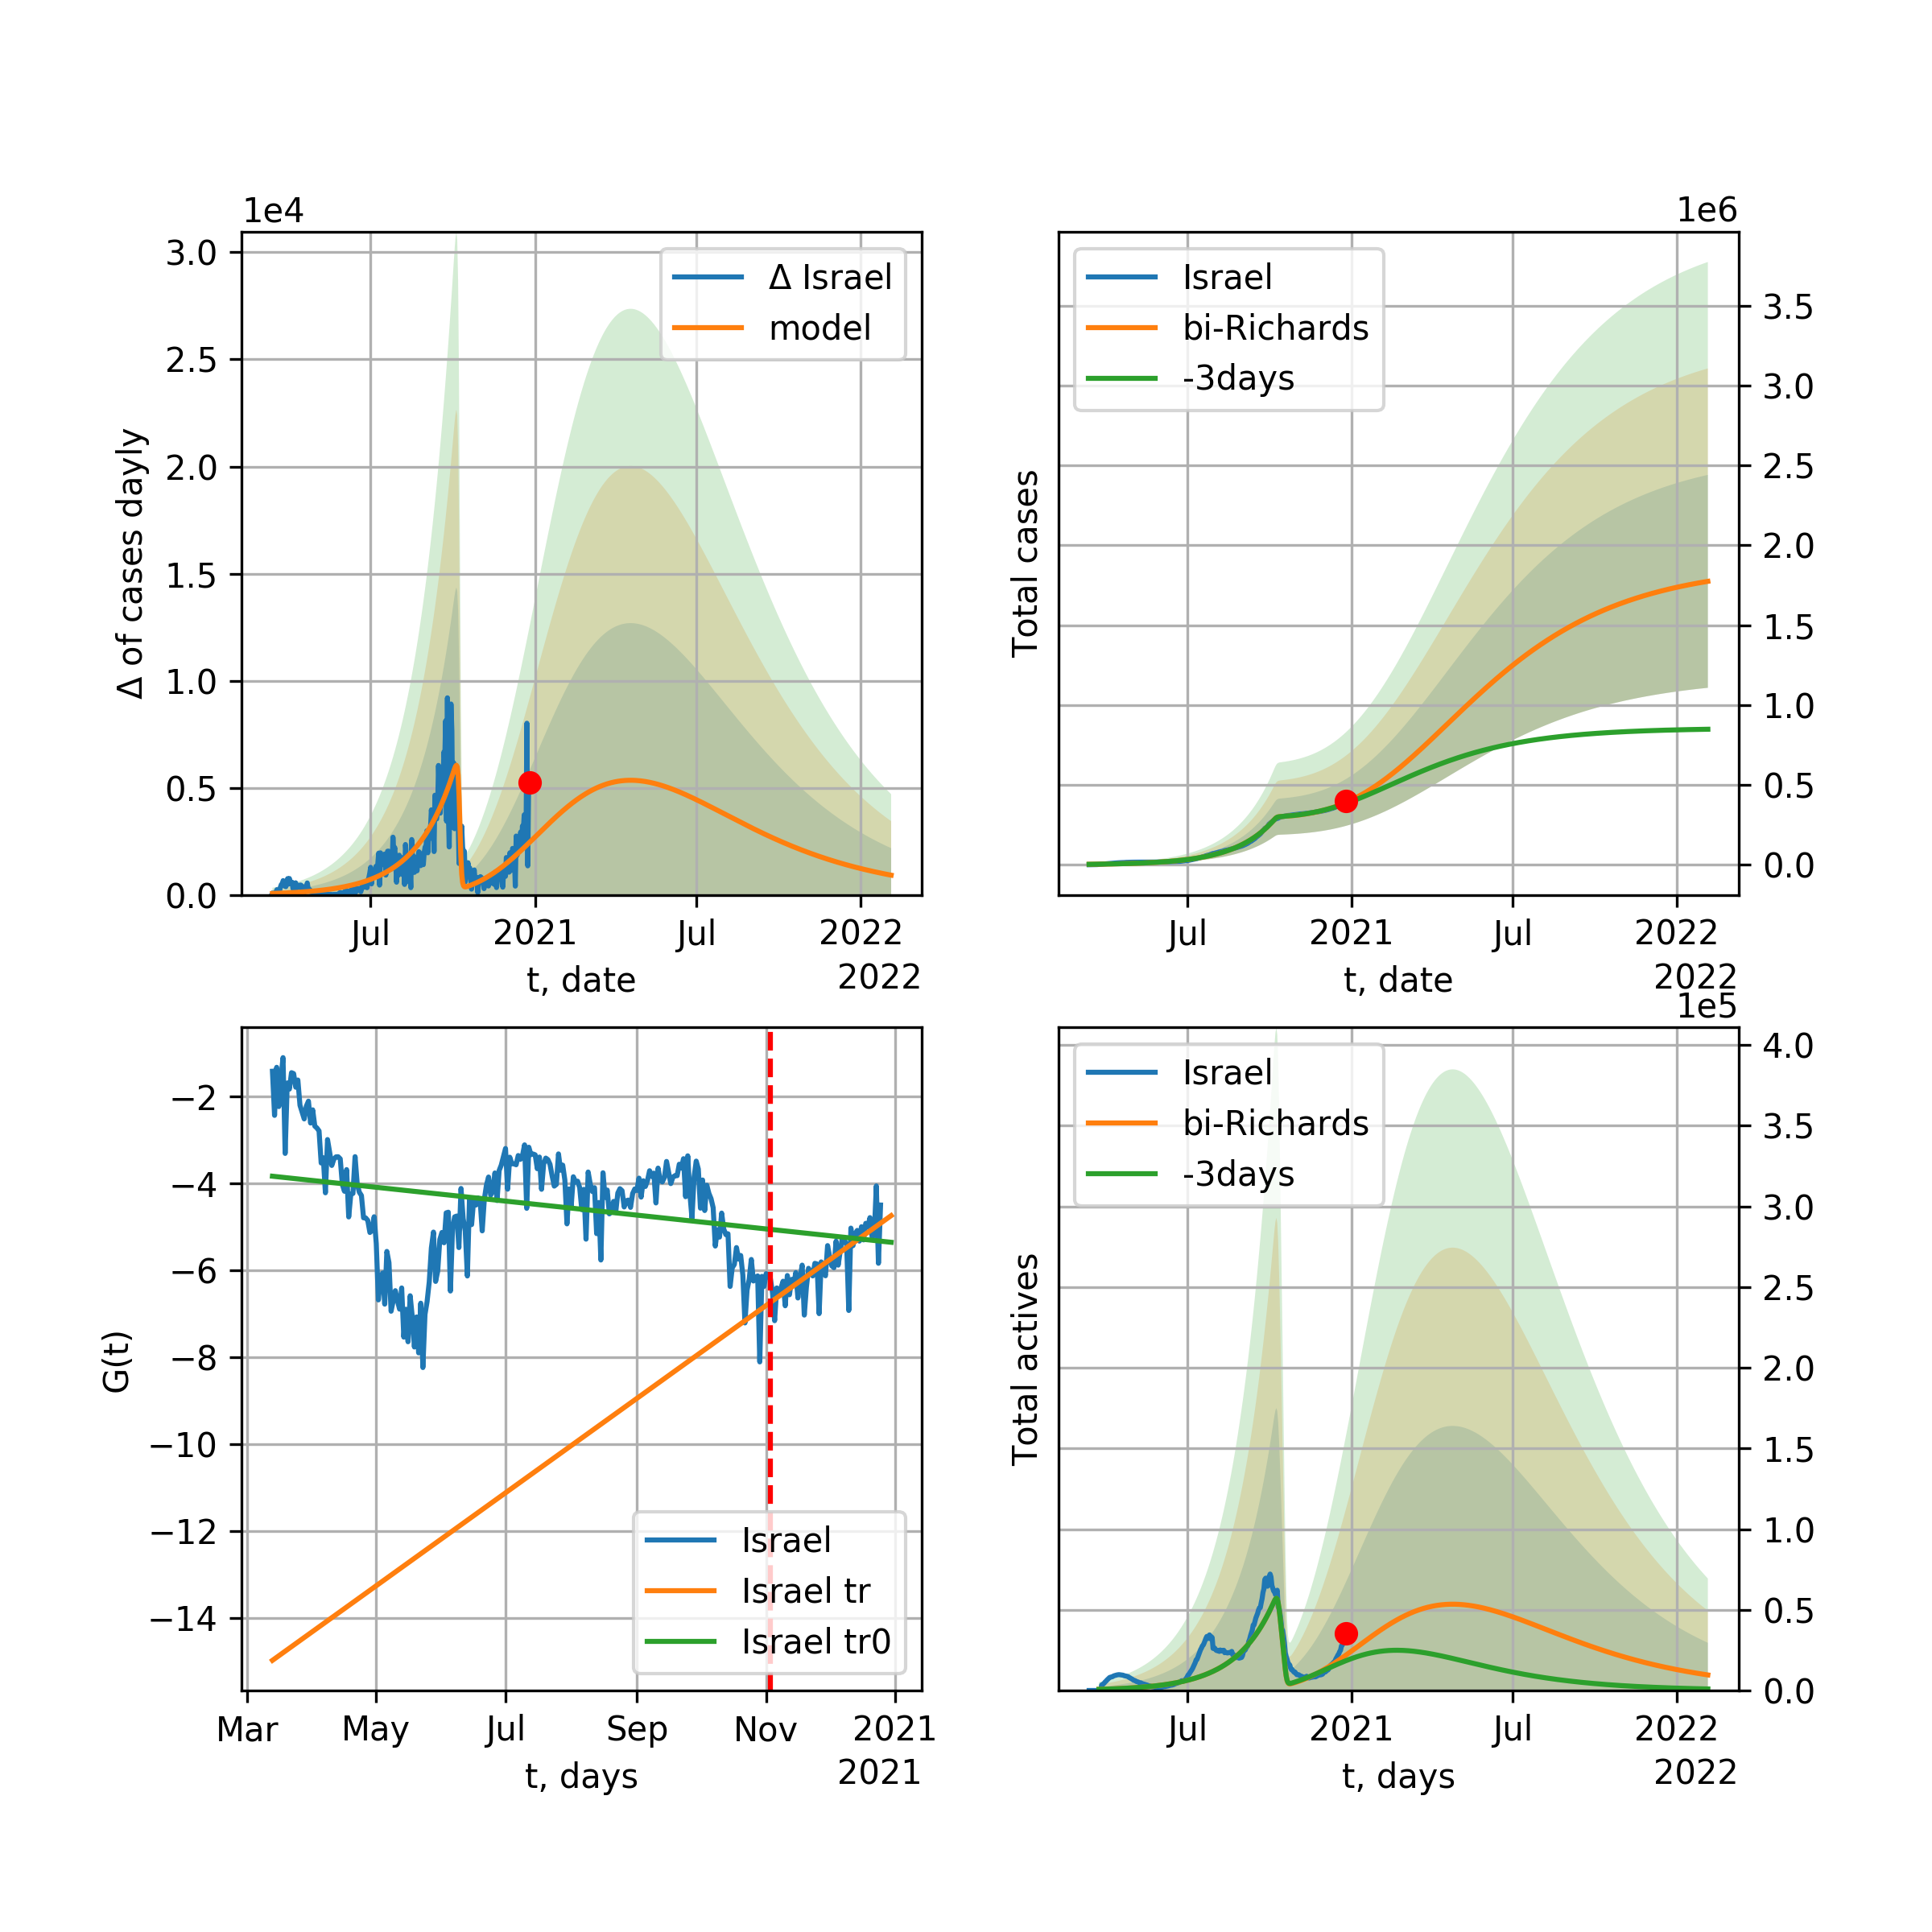 1e4
3.0
2.5
2.0
1.5
1.0
0.5
0.0
Δ of cases dayly
Δ Israel
model
Jul 2021 Jul 2022
t, date
2022
1e6
Total cases
Israel
bi-Richards
-3days
3.5
3.0
2.5
2.0
1.5
1.0
0.5
0.0
Jul 2021 Jul 2022
t, date
2022
G(t)
−2
−4
−6
−8
−10
−12
−14
Israel
Israel tr
Israel tr0
Mar May Jul Sep Nov 2021
t, days
2021
1e5
Total actives
Israel
bi-Richards
-3days
4.0
3.5
3.0
2.5
2.0
1.5
1.0
0.5
0.0
Jul 2021 Jul 2022
t, days
2022